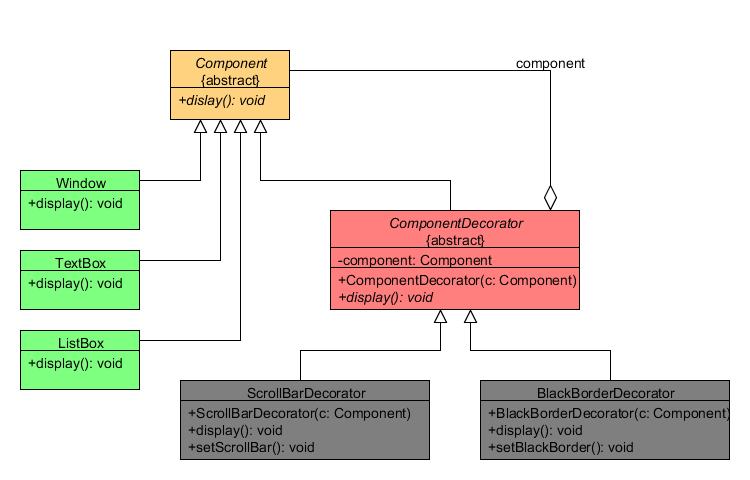 Component
{abstract}
+dislay(): void
component
Window
+display(): void
TextBox
+display(): void
ListBox
+display(): void
ComponentDecorator
{abstract}
-component: Component
+ComponentDecorator(c: Component)
+display(): void
ScrollBarDecorator
+ScrollBarDecorator(c: Component)
+display(): void
+setScrollBar(): void
BlackBorderDecorator
+BlackBorderDecorator(c: Component)
+display(): void
+setBlackBorder(): void